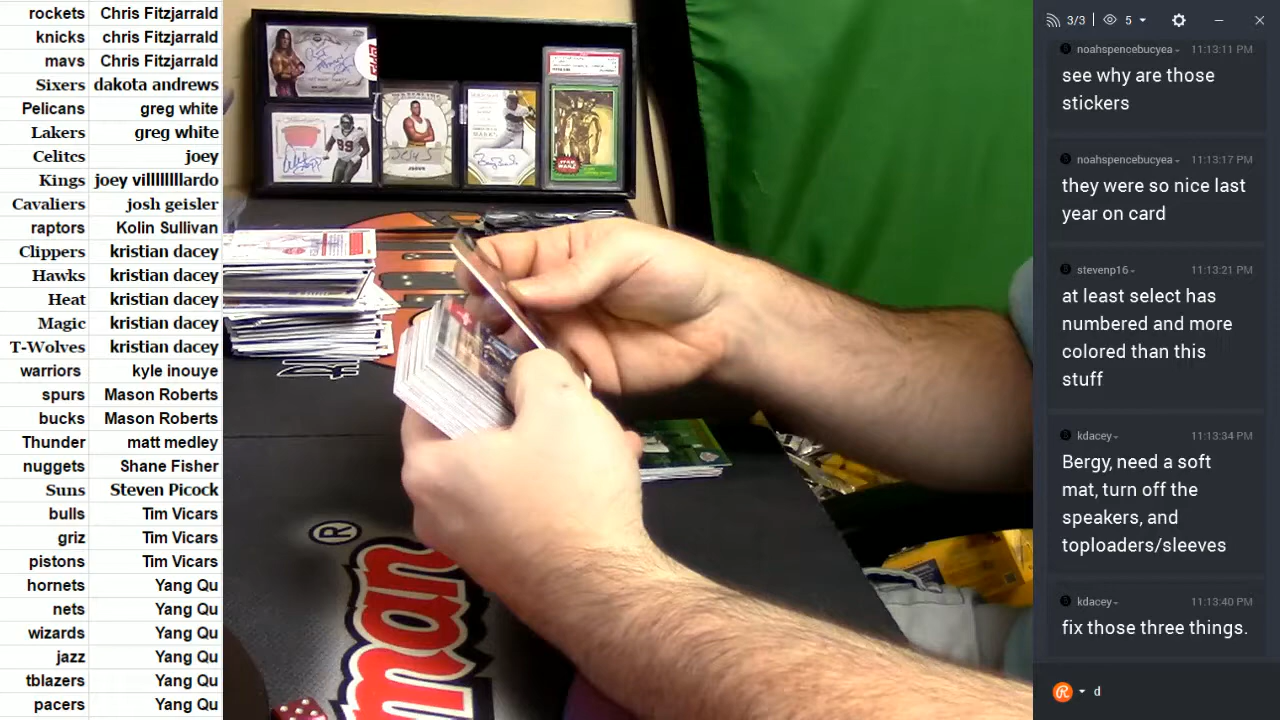 rockets Chris Fitzjarrald
knicks chris Fitzjarrald
mavs Chris Fitzjarrald
Sixers dakota andrews
Pelicans greg white
Lakers greg white
Celitcs joey
Kings joey villlllllardo
Cavaliers josh geisler
raptors Kolin Sullivan
Clippers kristian dacey
Hawks kristian dacey
Heat kristian dacey
Magic kristian dacey
T-Wolves kristian dacey
warriors kyle inouye
spurs Mason Roberts
bucks Mason Roberts
Thunder matt medley
nuggets Shane Fisher
Suns Steven Picock
bulls Tim Vicars
griz Tim Vicars
pistons Tim Vicars
hornets Yang Qu
nets Yang Qu
wizards Yang Qu
jazz Yang Qu
tblazers Yang Qu
pacers Yang Qu
89
STAR
WARS
®
man
3/3 5
noahspencebucyea 11:13:11 PM
see why are those
stickers
noahspencebucyea 11:13:17 PM
they were so nice last
year on card
stevenp16 11:13:21 PM
at least select has
numbered and more
colored than this
stuff
kdacey 11:13:34 PM
Bergy, need a soft
mat, turn off the
speakers, and
toploaders/sleeves
kdacey 11:13:40 PM
fix those three things.
d